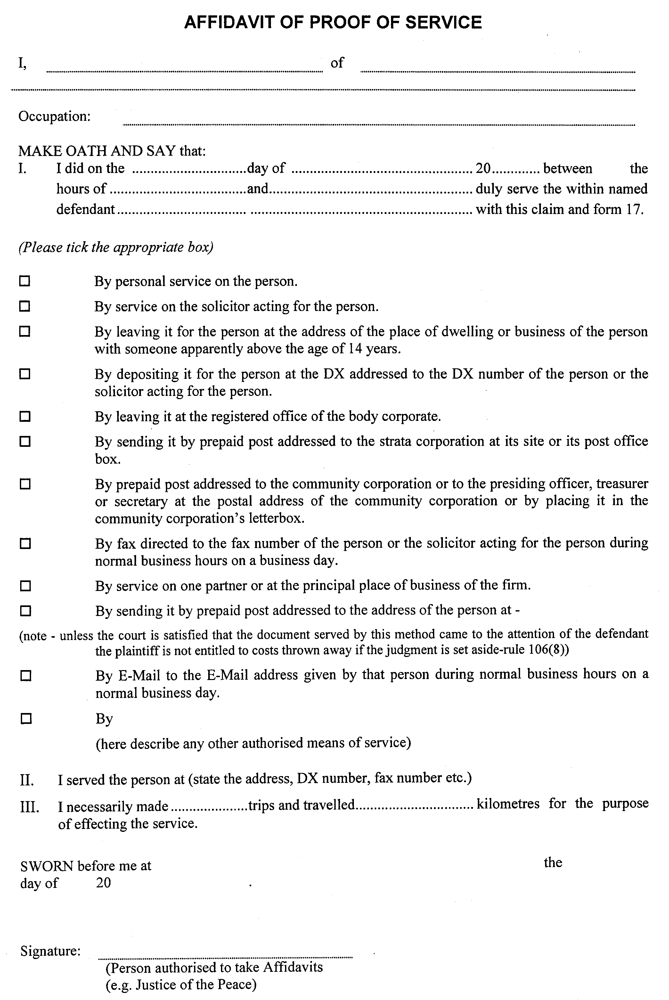 AFFIDAVIT OF PROOF OF SERVICE
I, ........................ of ........................
........................
Occupation: ........................
MAKE OATH AND SAY that:
I. I did on the ..............................day of ................................................ 20............. between the
hours of ....................................and...................................................... duly serve the within named
defendant.................................. ........................................................... with this claim and form 17.
(Please tick the appropriate box)
☐ By personal service on the person.
☐ By service on the solicitor acting for the person.
☐ By leaving it for the person at the address of the place of dwelling or business of the person
with someone apparently above the age of 14 years.
☐ By depositing it for the person at the DX addressed to the DX number of the person or the
solicitor acting for the person.
☐ By leaving it at the registered office of the body corporate.
☐ By sending it by prepaid post addressed to the strata corporation at its site or its post office
box.
☐ By prepaid post addressed to the community corporation or to the presiding officer, treasurer
or secretary at the postal address of the community corporation or by placing it in the
community corporation's letterbox.
☐ By fax directed to the fax number of the person or the solicitor acting for the person during
normal business hours on a business day.
☐ By service on one partner or at the principal place of business of the firm.
☐ By sending it by prepaid post addressed to the address of the person at -
(note - unless the court is satisfied that the document served by this method came to the attention of the defendant
the plaintiff is not entitled to costs thrown away if the judgment is set aside-rule 106(8))
☐ By E-Mail to the E-Mail address given by that person during normal business hours on a
normal business day.
☐ By
(here describe any other authorised means of service)
II. I served the person at (state the address, DX number, fax number etc.)
III. I necessarily made ....................trips and travelled............................... kilometres for the purpose
of effecting the service.
SWORN before me at the
day of 20
Signature: ........................
(Person authorised to take Affidavits
(e.g. Justice of the Peace)